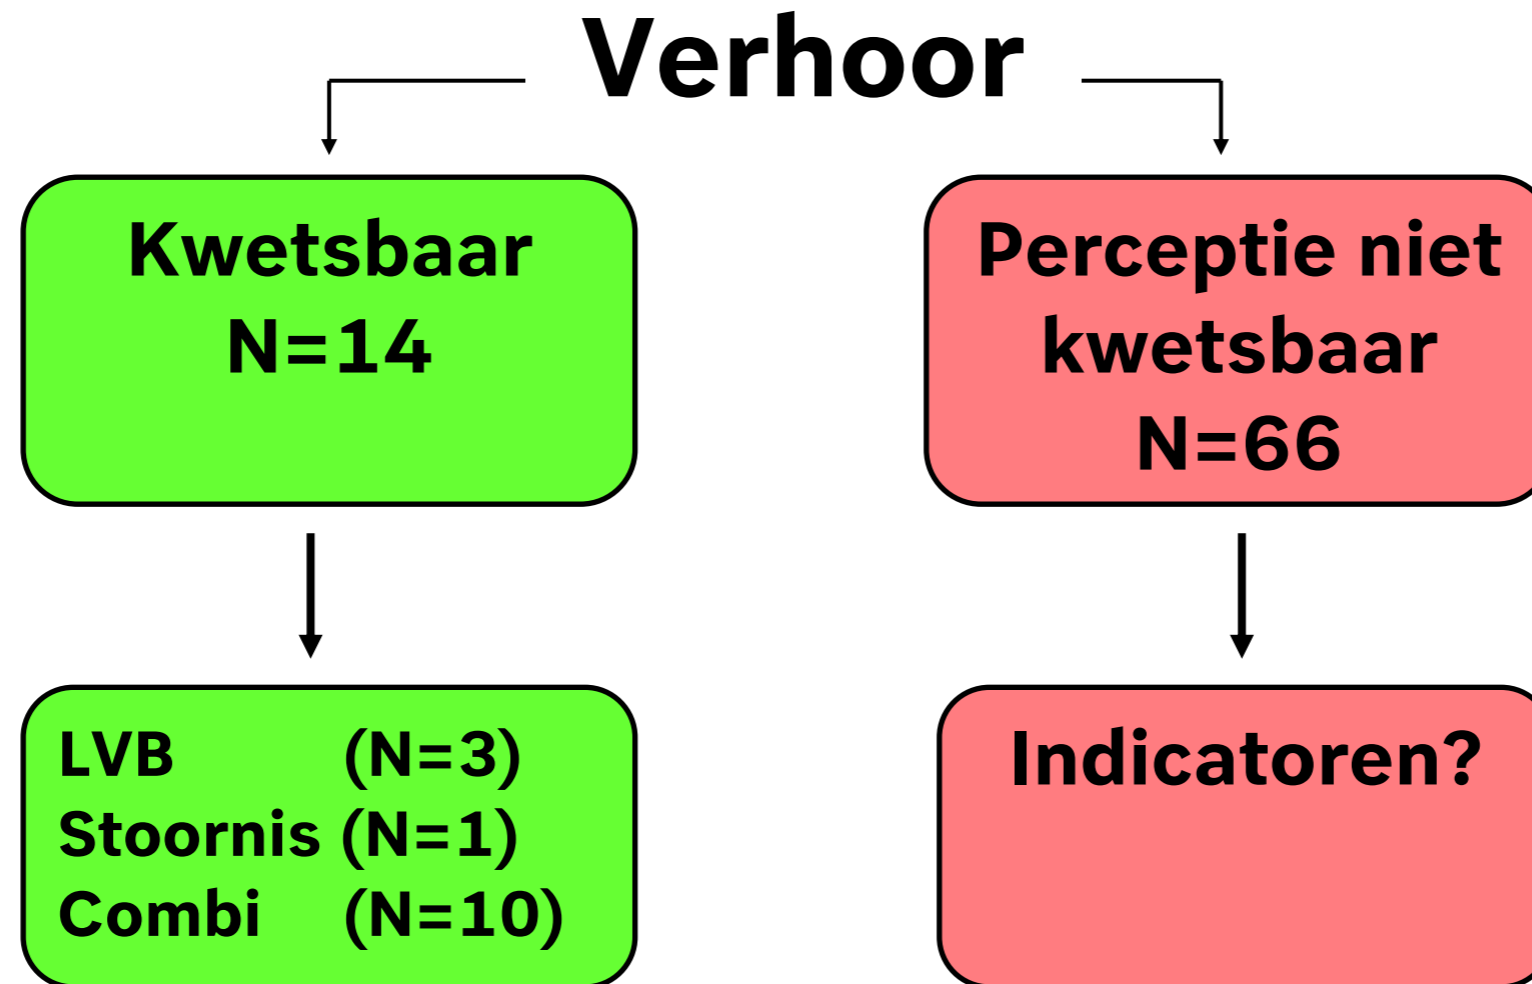 Verhoor
Kwetsbaar
N=14
Perceptie niet
kwetsbaar
N=66
LVB (N=3)
Stoornis (N=1)
Combi (N=10)
Indicatoren?